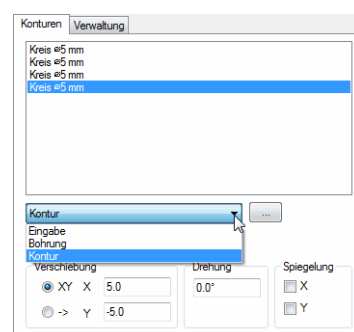 Konturen Verwaltung
Kreis ⌀5 mm
Kreis ⌀5 mm
Kreis ⌀5 mm
Kreis ⌀5 mm
Kontur ...
Eingabe
Bohrung
Kontur
Verschiebung Drehung Spiegelung
XY X 5.0 0.0° X
-> Y -5.0 Y